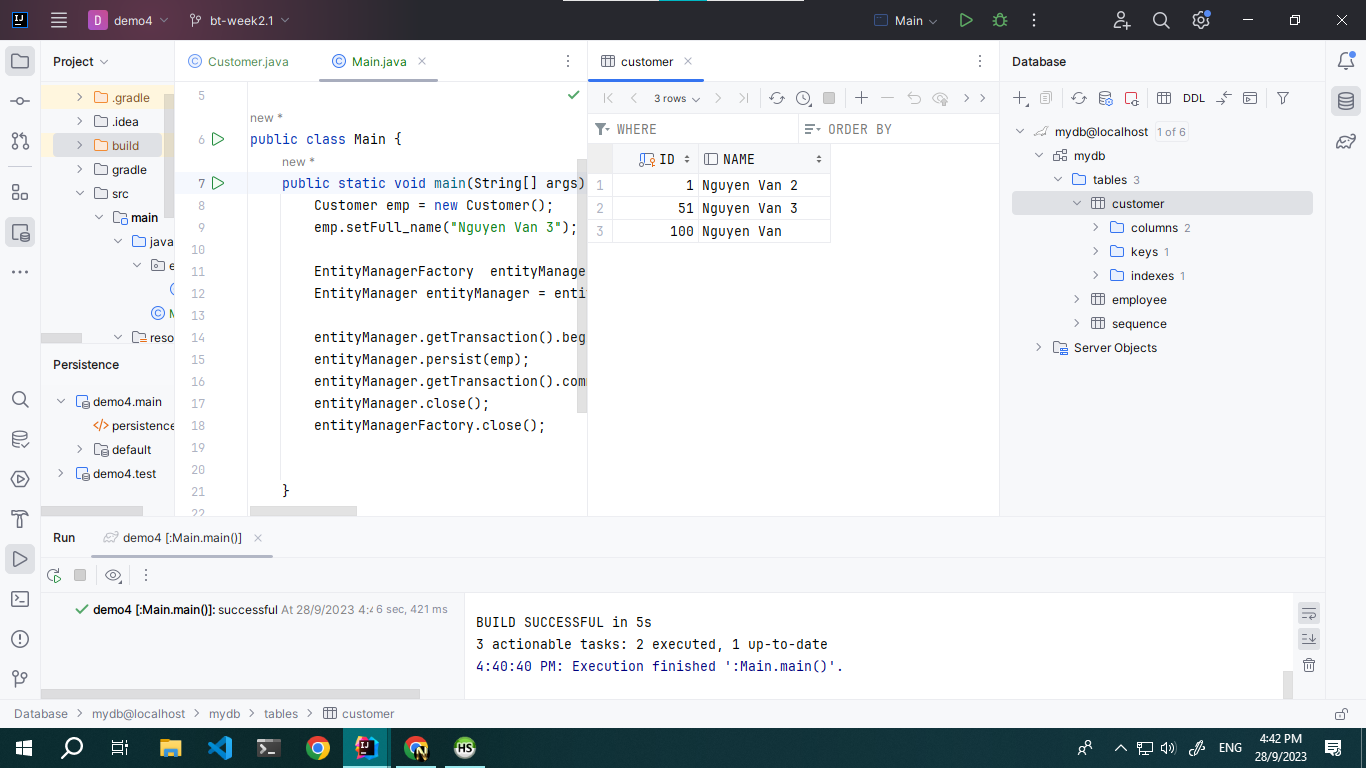 D demo4 bt-week2.1 Main
Project
.gradle
.idea
build
gradle
src
main
java
e
M
reso
Persistence
demo4.main
persistence
default
demo4.test
Customer.java Main.java
5
new *
6 public class Main {
new *
7 public static void main(String[] args)
8 Customer emp = new Customer();
9 emp.setFull_name("Nguyen Van 3");
10
11 EntityManagerFactory entityManage
12 EntityManager entityManager = enti
13
14 entityManager.getTransaction().beg
15 entityManager.persist(emp);
16 entityManager.getTransaction().com
17 entityManager.close();
18 entityManagerFactory.close();
19
20
21 }
22
customer
3 rows
WHERE ORDER BY
ID NAME
1 1 Nguyen Van 2
2 51 Nguyen Van 3
3 100 Nguyen Van
Database
DDL
mydb@localhost 1 of 6
mydb
tables 3
customer
columns 2
keys 1
indexes 1
employee
sequence
Server Objects
Run demo4 [:Main.main()]
demo4 [:Main.main()]: successful At 28/9/2023 4:4 6 sec, 421 ms
BUILD SUCCESSFUL in 5s
3 actionable tasks: 2 executed, 1 up-to-date
4:40:40 PM: Execution finished ':Main.main()'.
Database mydb@localhost mydb tables customer
HS
ENG
4:42 PM
28/9/2023